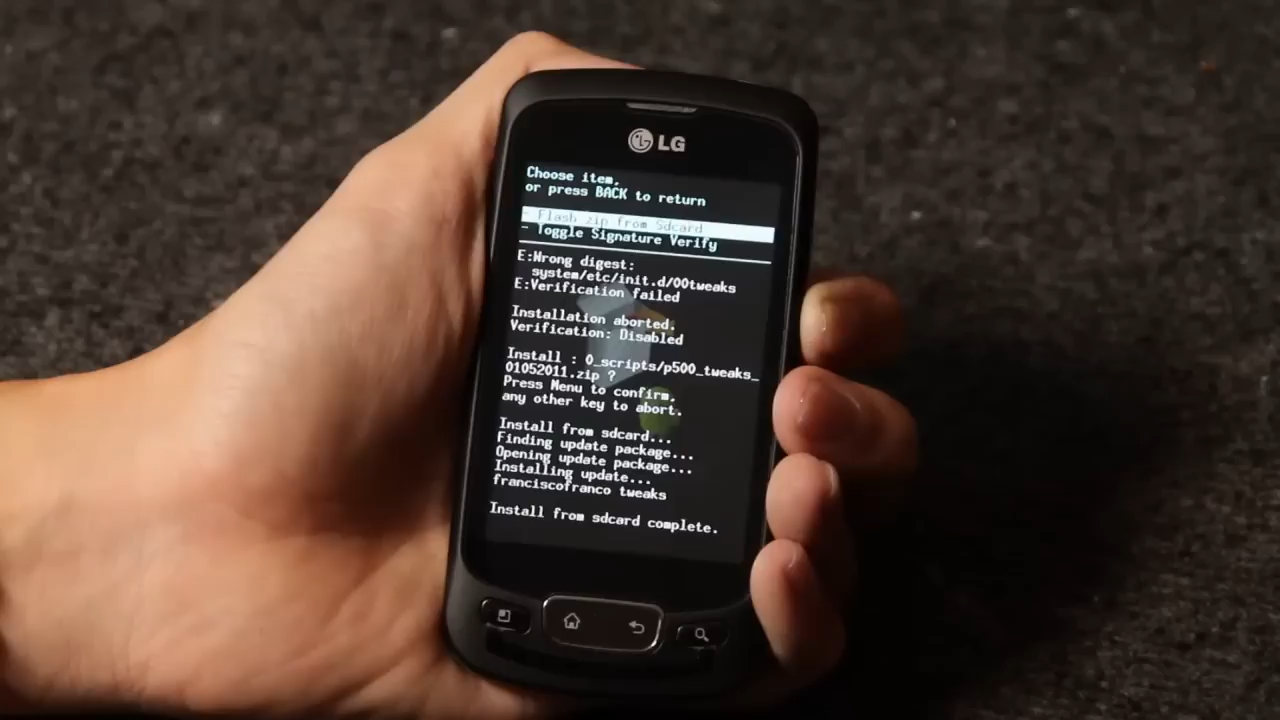 LG
Choose item.
or press BACK to return
- Flash zip from Sdcard
- Toggle Signature Verify
E:Wrong digest:
system/etc/init.d/00tweaks
E:Verification failed
Installation aborted.
Verification: Disabled
Install : 0_scripts/p500_tweaks_
01052011.zip ?
Press Menu to confirm.
any other key to abort.
Install from sdcard...
Finding update package...
Opening update package...
Installing update...
franciscofranco tweaks
Install from sdcard complete.